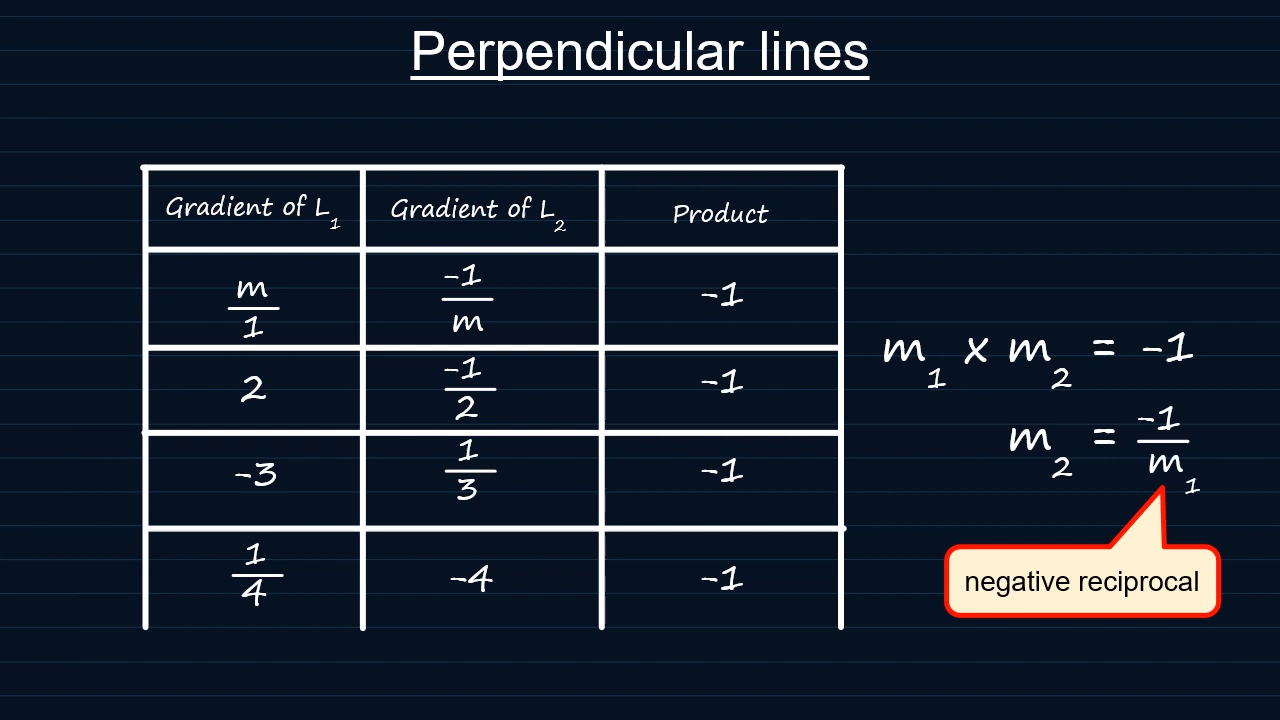 Perpendicular lines
Gradient of L₁ Gradient of L₂ Product
m/1 -1/m -1
2 -1/2 -1
-3 1/3 -1
1/4 -4 -1
m₁ x m₂ = -1
m₂ = -1/m₁
negative reciprocal